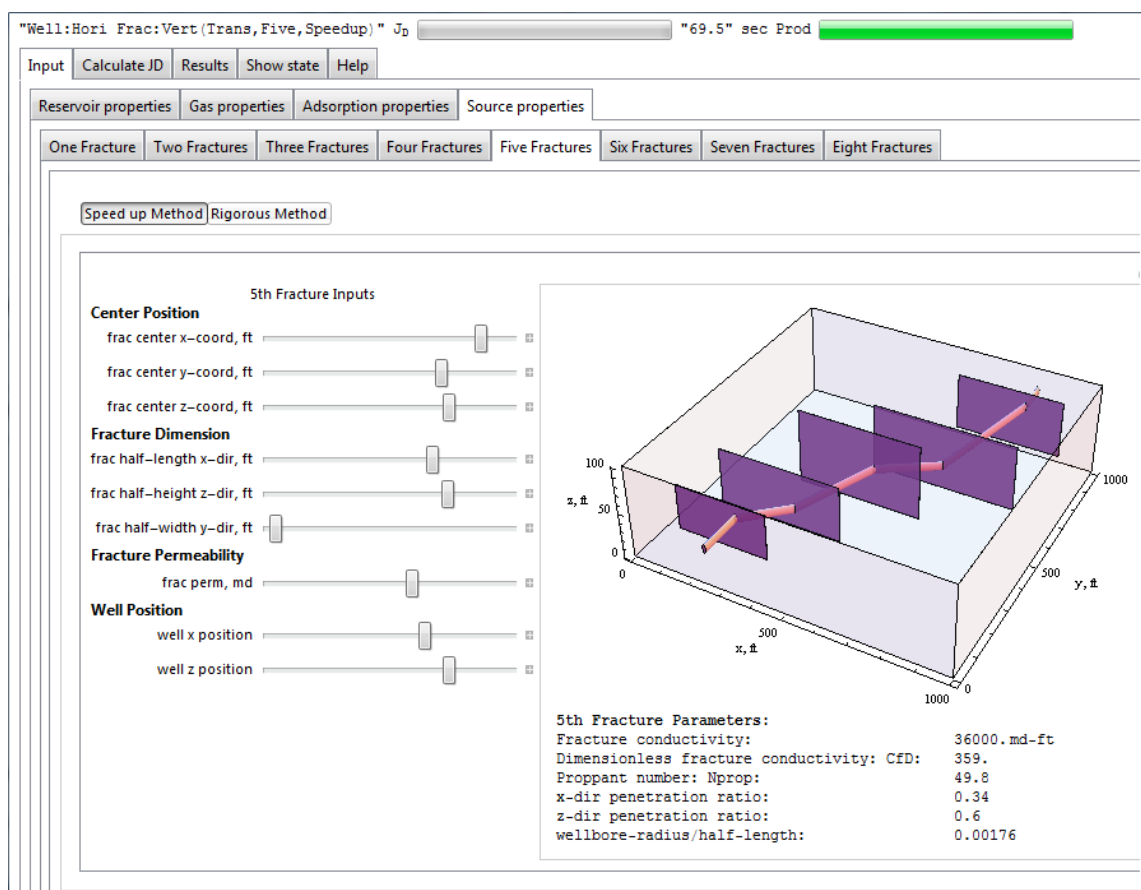 "Well:Hori Frac:Vert(Trans,Five,Speedup)" JD "69.5" sec Prod
Input Calculate JD Results Show state Help
Reservoir properties Gas properties Adsorption properties Source properties
One Fracture Two Fractures Three Fractures Four Fractures Five Fractures Six Fractures Seven Fractures Eight Fractures
Speed up Method Rigorous Method
5th Fracture Inputs
Center Position
frac center x-coord, ft
frac center y-coord, ft
frac center z-coord, ft
Fracture Dimension
frac half-length x-dir, ft
frac half-height z-dir, ft
frac half-width y-dir, ft
Fracture Permeability
frac perm, md
Well Position
well x position
well z position
100
z, ft
50
0
0
500
x, ft
1000
0
500
y, ft
1000
5th Fracture Parameters:
Fracture conductivity: 36000.md-ft
Dimensionless fracture conductivity: CfD: 359.
Proppant number: Nprop: 49.8
x-dir penetration ratio: 0.34
z-dir penetration ratio: 0.6
wellbore-radius/half-length: 0.00176